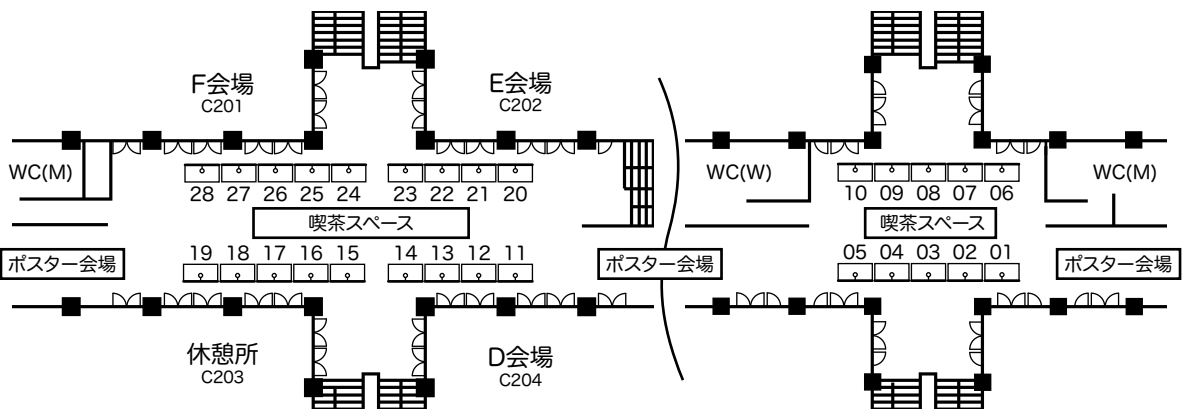 F会場
C201
E会場
C202
WC(M)
WC(W)
WC(M)
28 27 26 25 24 23 22 21 20
10 09 08 07 06
喫茶スペース
喫茶スペース
19 18 17 16 15 14 13 12 11
05 04 03 02 01
ポスター会場
ポスター会場
ポスター会場
休憩所
C203
D会場
C204